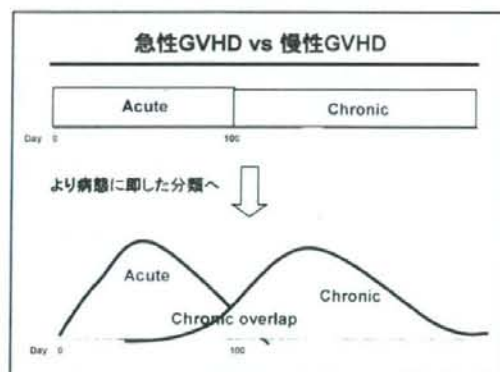 急性GVHD vs 慢性GVHD
Acute Chronic
Day 0 100
より病態に即した分類へ
Acute
Chronic
Chronic overlap
Day 0 100